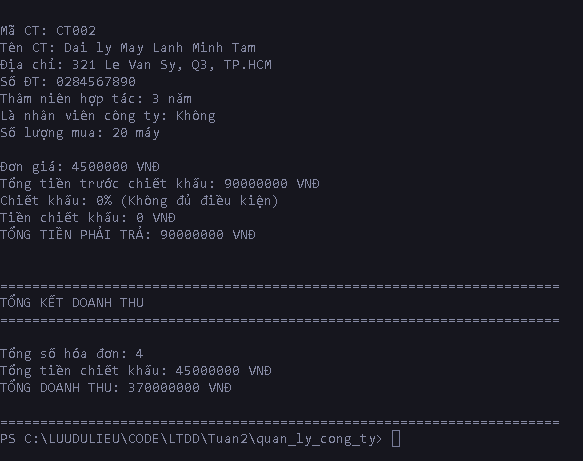 Mã CT: CT002
Tên CT: Dai ly May Lanh Minh Tam
Địa chỉ: 321 Le Van Sy, Q3, TP.HCM
Số ĐT: 0284567890
Thâm niên hợp tác: 3 năm
Là nhân viên công ty: Không
Số lượng mua: 20 máy
Đơn giá: 4500000 VNĐ
Tổng tiền trước chiết khấu: 90000000 VNĐ
Chiết khấu: 0% (Không đủ điều kiện)
Tiền chiết khấu: 0 VNĐ
TỔNG TIỀN PHẢI TRẢ: 90000000 VNĐ
======================================================================
TỔNG KẾT DOANH THU
======================================================================
Tổng số hóa đơn: 4
Tổng tiền chiết khấu: 45000000 VNĐ
TỔNG DOANH THU: 370000000 VNĐ
======================================================================
PS C:\LUUDULIEU\CODE\LTDD\Tuan2\quan_ly_cong_ty>